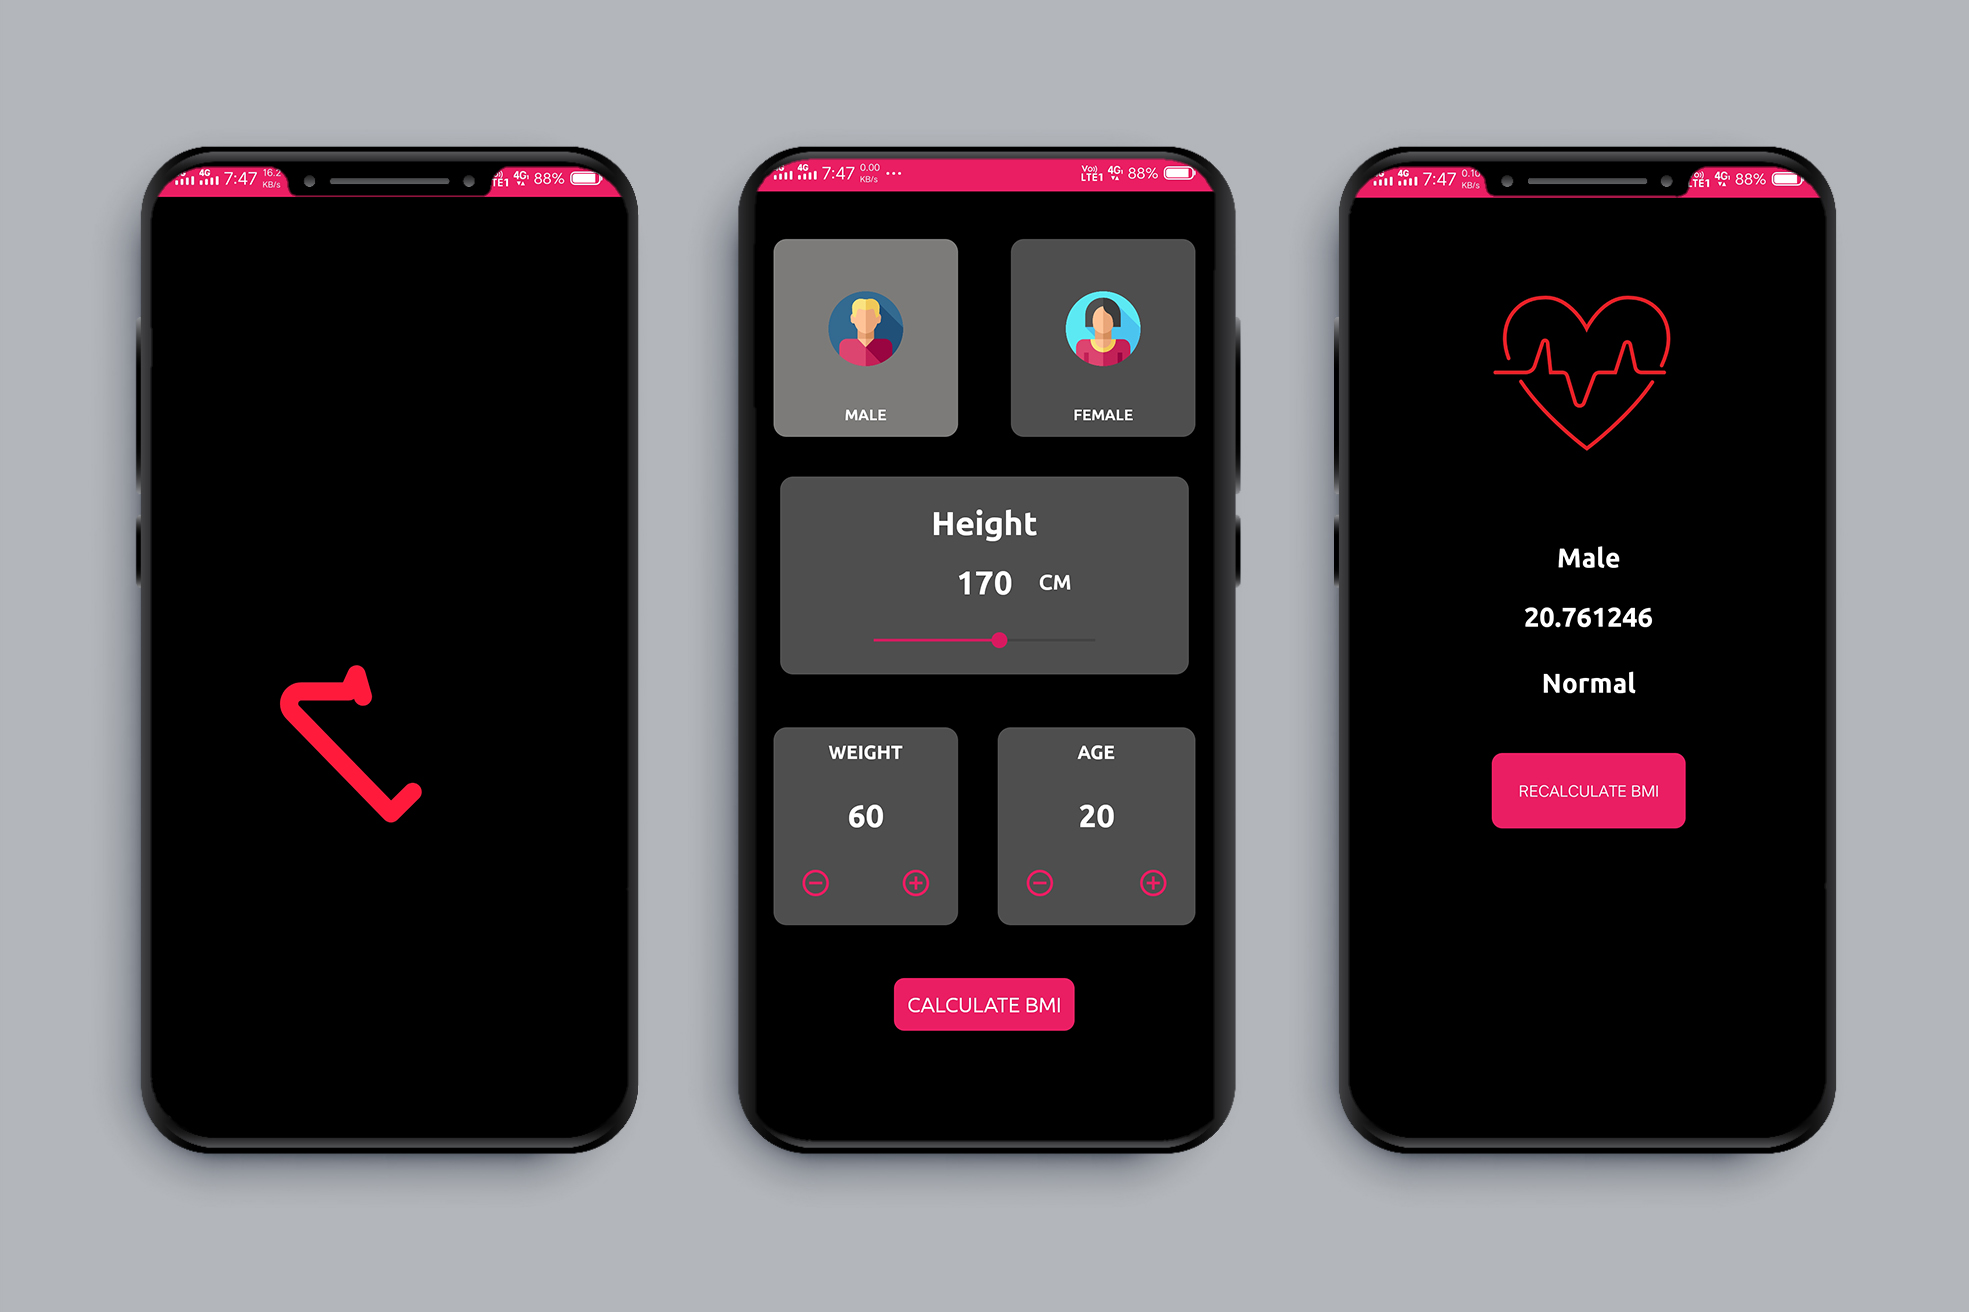 4G 7:47 16.2 KB/s 4G 88%
4G 7:47 0.00 KB/s ... Vo)) LTE1 4G 88%
MALE
FEMALE
Height
170 CM
WEIGHT
60
AGE
20
CALCULATE BMI
4G 7:47 0.10 KB/s 4G 88%
Male
20.761246
Normal
RECALCULATE BMI